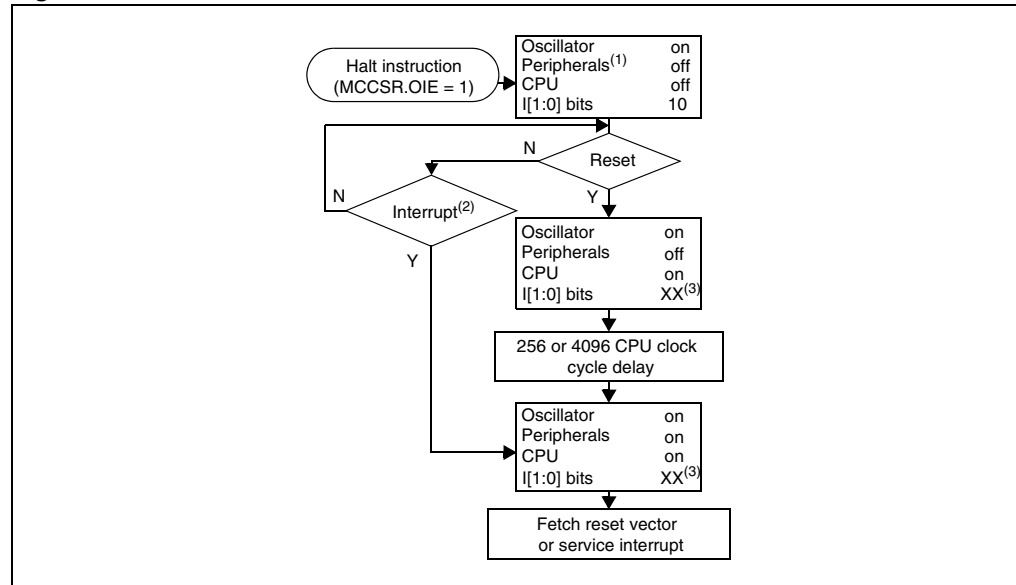 Halt instruction
(MCCSR.OIE = 1)
Oscillator on
Peripherals(1) off
CPU off
I[1:0] bits 10
Reset
N
Y
Interrupt(2)
N
Y
Oscillator on
Peripherals off
CPU on
I[1:0] bits XX(3)
256 or 4096 CPU clock
cycle delay
Oscillator on
Peripherals on
CPU on
I[1:0] bits XX(3)
Fetch reset vector
or service interrupt